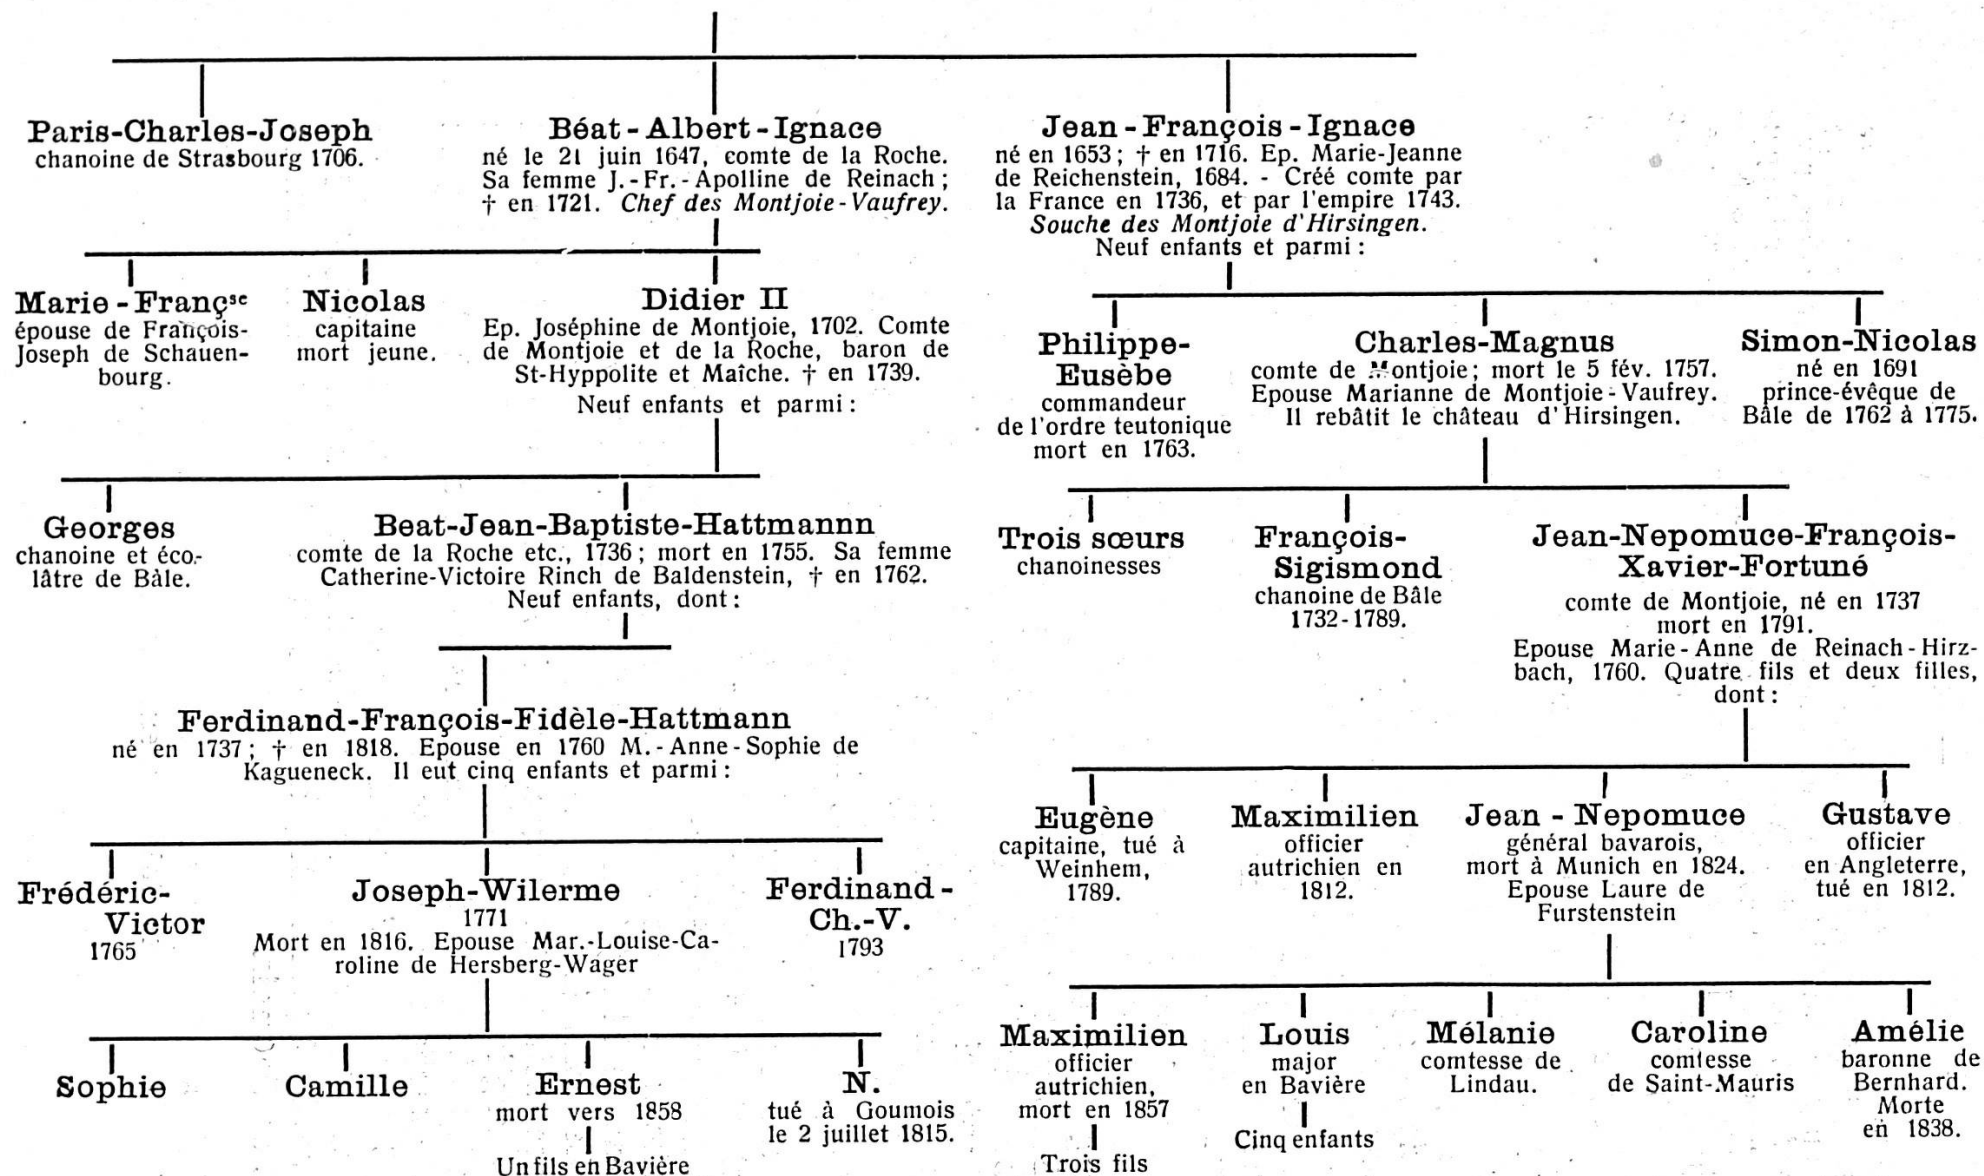 Paris-Charles-Joseph
chanoine de Strasbourg 1706.
Béat-Albert-Ignace
né le 21 juin 1647, comte de la Roche.
Sa femme J.-Fr.-Apolline de Reinach;
† en 1721. Chef des Montjoie-Vaufrey.
Jean-François-Ignace
né en 1653; † en 1716. Ep. Marie-Jeanne
de Reichenstein, 1684. - Créé comte par
la France en 1736, et par l'empire 1743.
Souche des Montjoie d'Hirsingen.
Neuf enfants et parmi:
Marie-Françse
épouse de François-
Joseph de Schauen-
bourg.
Nicolas
capitaine
mort jeune.
Didier II
Ep. Joséphine de Montjoie, 1702. Comte
de Montjoie et de la Roche, baron de
St-Hyppolite et Maîche. † en 1739.
Neuf enfants et parmi:
Philippe-
Eusèbe
commandeur
de l'ordre teutonique
mort en 1763.
Charles-Magnus
comte de Montjoie; mort le 5 fév. 1757.
Epouse Marianne de Montjoie-Vaufrey.
Il rebâtit le château d'Hirsingen.
Simon-Nicolas
né en 1691
prince-évêque de
Bâle de 1762 à 1775.
Georges
chanoine et éco-
lâtre de Bâle.
Beat-Jean-Baptiste-Hattmannn
comte de la Roche etc., 1736; mort en 1755. Sa femme
Catherine-Victoire Rinch de Baldenstein, † en 1762.
Neuf enfants, dont:
Trois sœurs
chanoinesses
François-
Sigismond
chanoine de Bâle
1732-1789.
Jean-Nepomuce-François-
Xavier-Fortuné
comte de Montjoie, né en 1737
mort en 1791.
Epouse Marie-Anne de Reinach-Hirz-
bach, 1760. Quatre fils et deux filles,
dont:
Ferdinand-François-Fidèle-Hattmann
né en 1737; † en 1818. Epouse en 1760 M.-Anne-Sophie de
Kagueneck. Il eut cinq enfants et parmi:
Eugène
capitaine, tué à
Weinhem,
1789.
Maximilien
officier
autrichien en
1812.
Jean-Nepomuce
général bavarois,
mort à Munich en 1824.
Epouse Laure de
Furstenstein
Gustave
officier
en Angleterre,
tué en 1812.
Frédéric-
Victor
1765
Joseph-Wilerme
1771
Mort en 1816. Epouse Mar.-Louise-Ca-
roline de Hersberg-Wager
Ferdinand-
Ch.-V.
1793
Sophie
Camille
Ernest
mort vers 1858
Un fils en Bavière
N.
tué à Goumois
le 2 juillet 1815.
Maximilien
officier
autrichien,
mort en 1857
Trois fils
Louis
major
en Bavière
Cinq enfants
Mélanie
comtesse de
Lindau.
Caroline
comtesse
de Saint-Mauris
Amélie
baronne de
Bernhard.
Morte
en 1838.